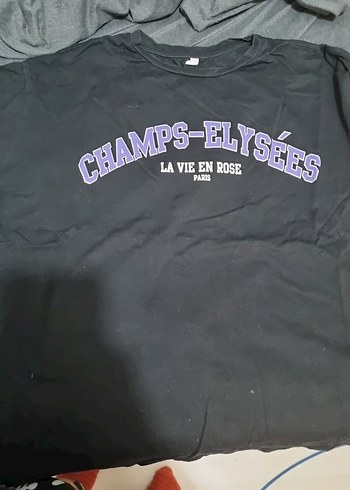 CHAMPS-ELYSÉES
LA VIE EN ROSE
PARIS